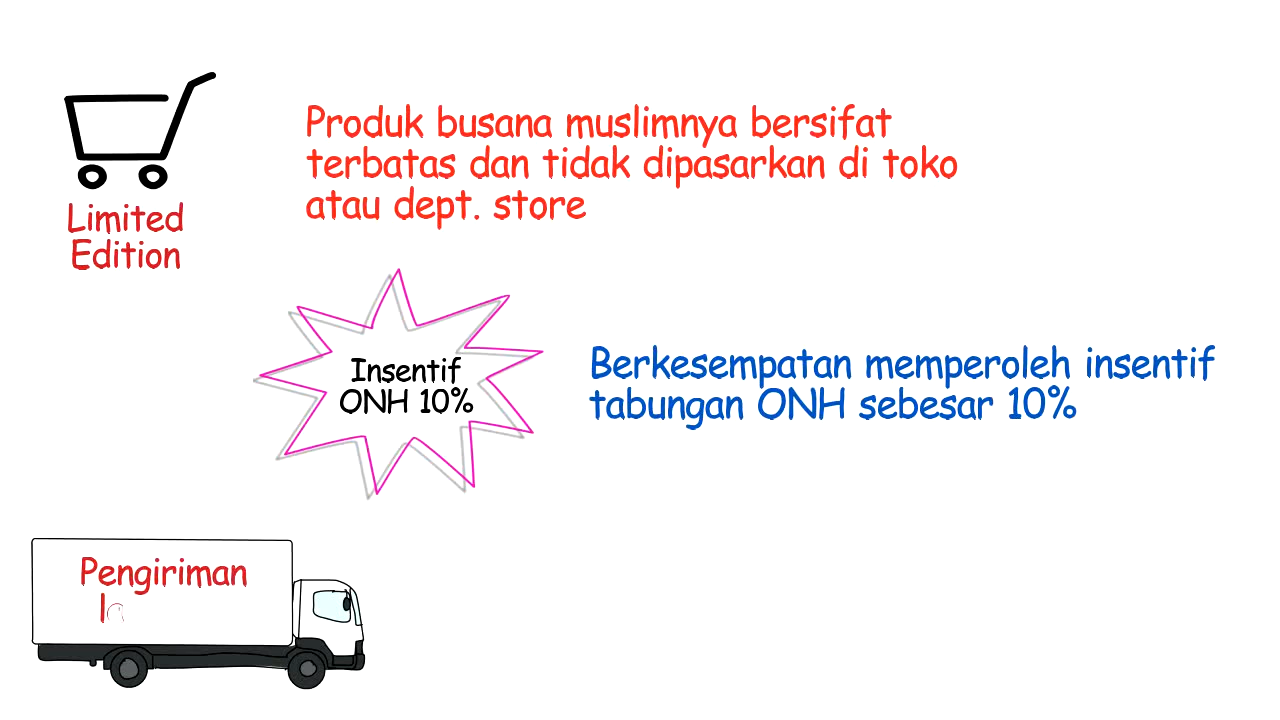 Produk busana muslimnya bersifat
terbatas dan tidak dipasarkan di toko
atau dept. store
Limited
Edition
Insentif
ONH 10%
Berkesempatan memperoleh insentif
tabungan ONH sebesar 10%
Pengiriman